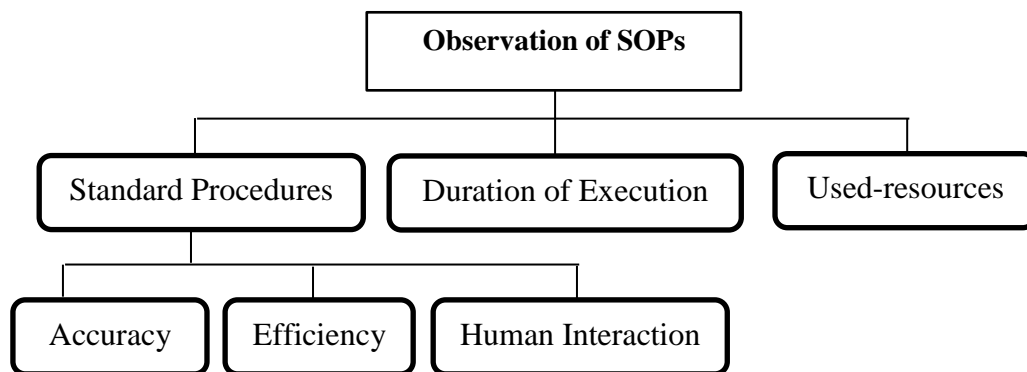 Observation of SOPs
Standard Procedures
Duration of Execution
Used-resources
Accuracy
Efficiency
Human Interaction